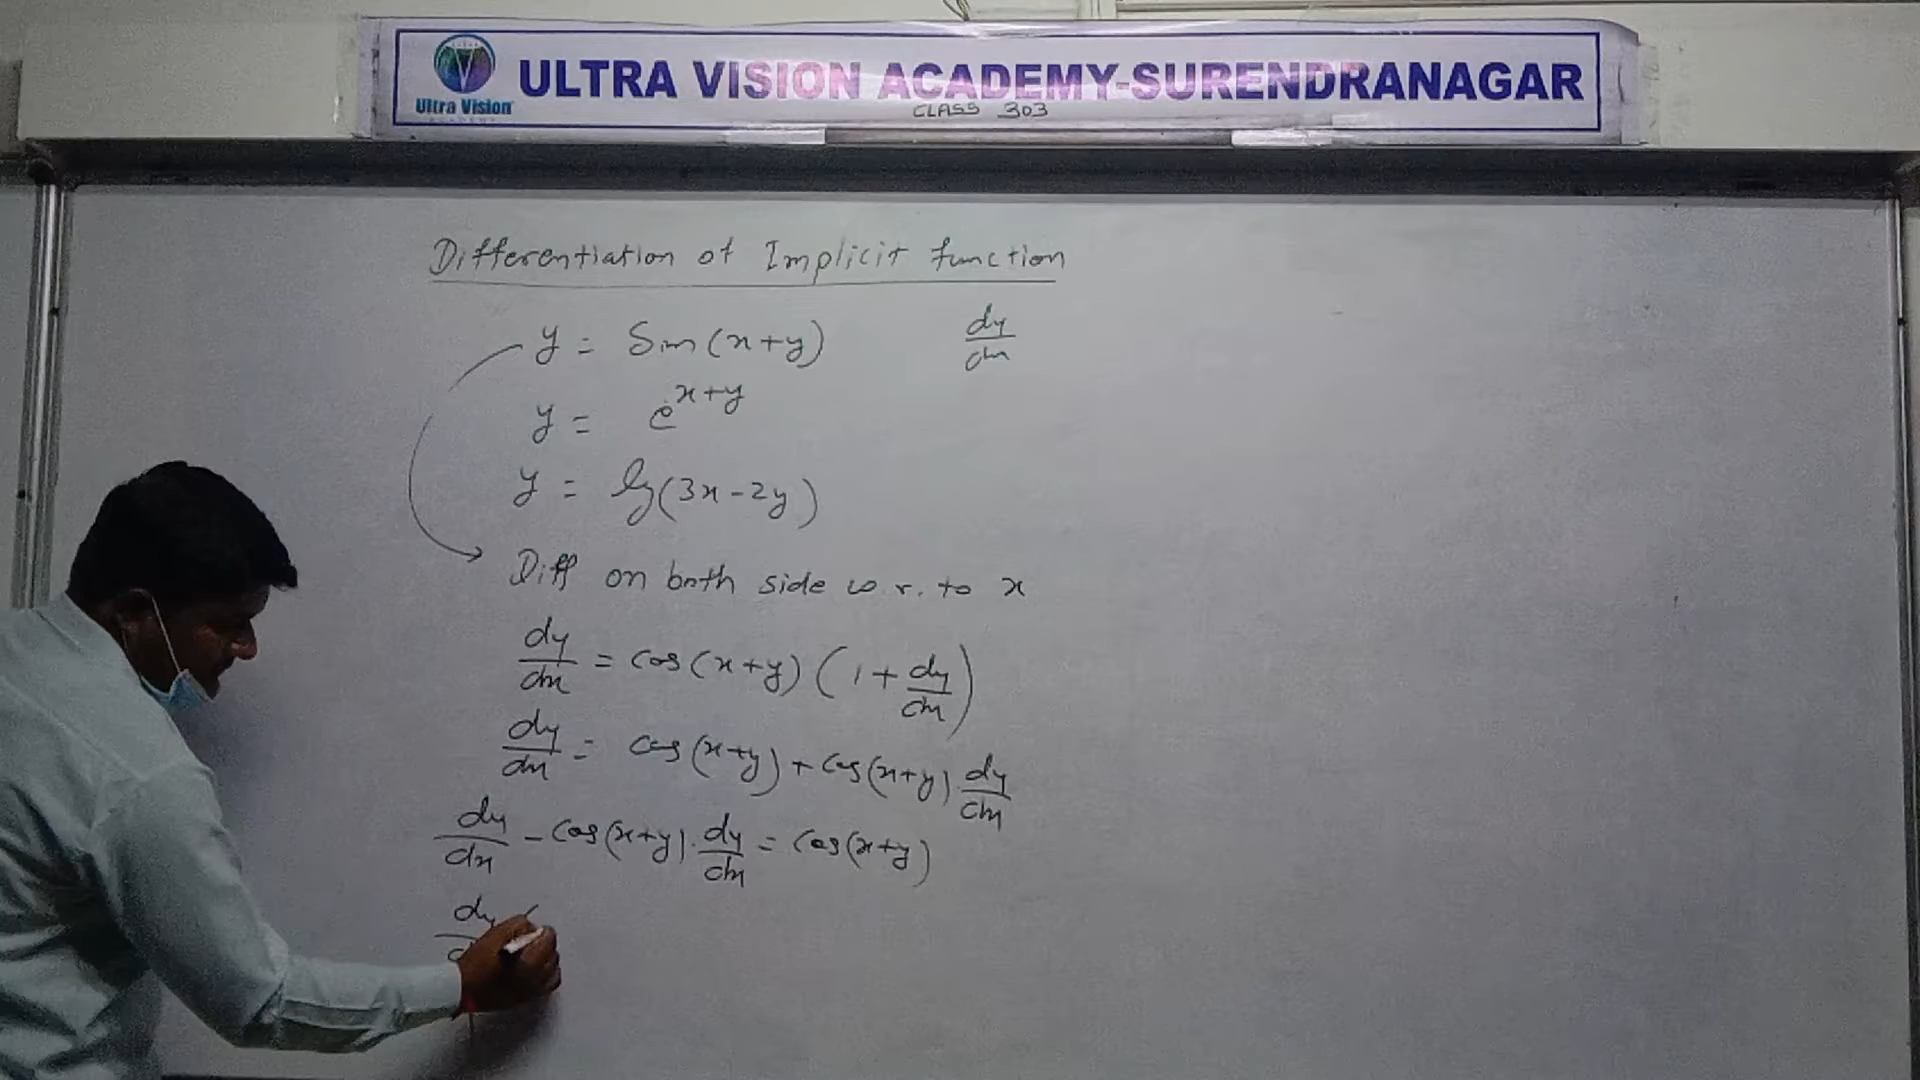 Ultra Vision
ACADEMY
ULTRA VISION ACADEMY-SURENDRANAGAR
CLASS 303
Differentiation of Implicit function
y = Sin(x+y) dy/dx
y = e^x+y
y = log(3x-2y)
Diff on both side w.r. to x
dy/dx = cos(x+y)(1+dy/dx)
dy/dx = cos(x+y)+cos(x+y).dy/dx
dy/dx - cos(x+y).dy/dx = cos(x+y)
dy/d (